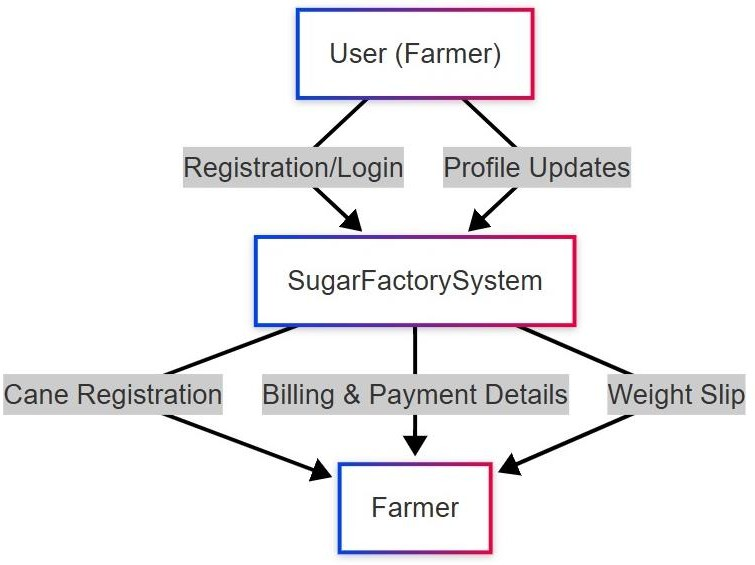 User (Farmer)
Registration/Login
Profile Updates
SugarFactorySystem
Cane Registration
Billing & Payment Details
Weight Slip
Farmer